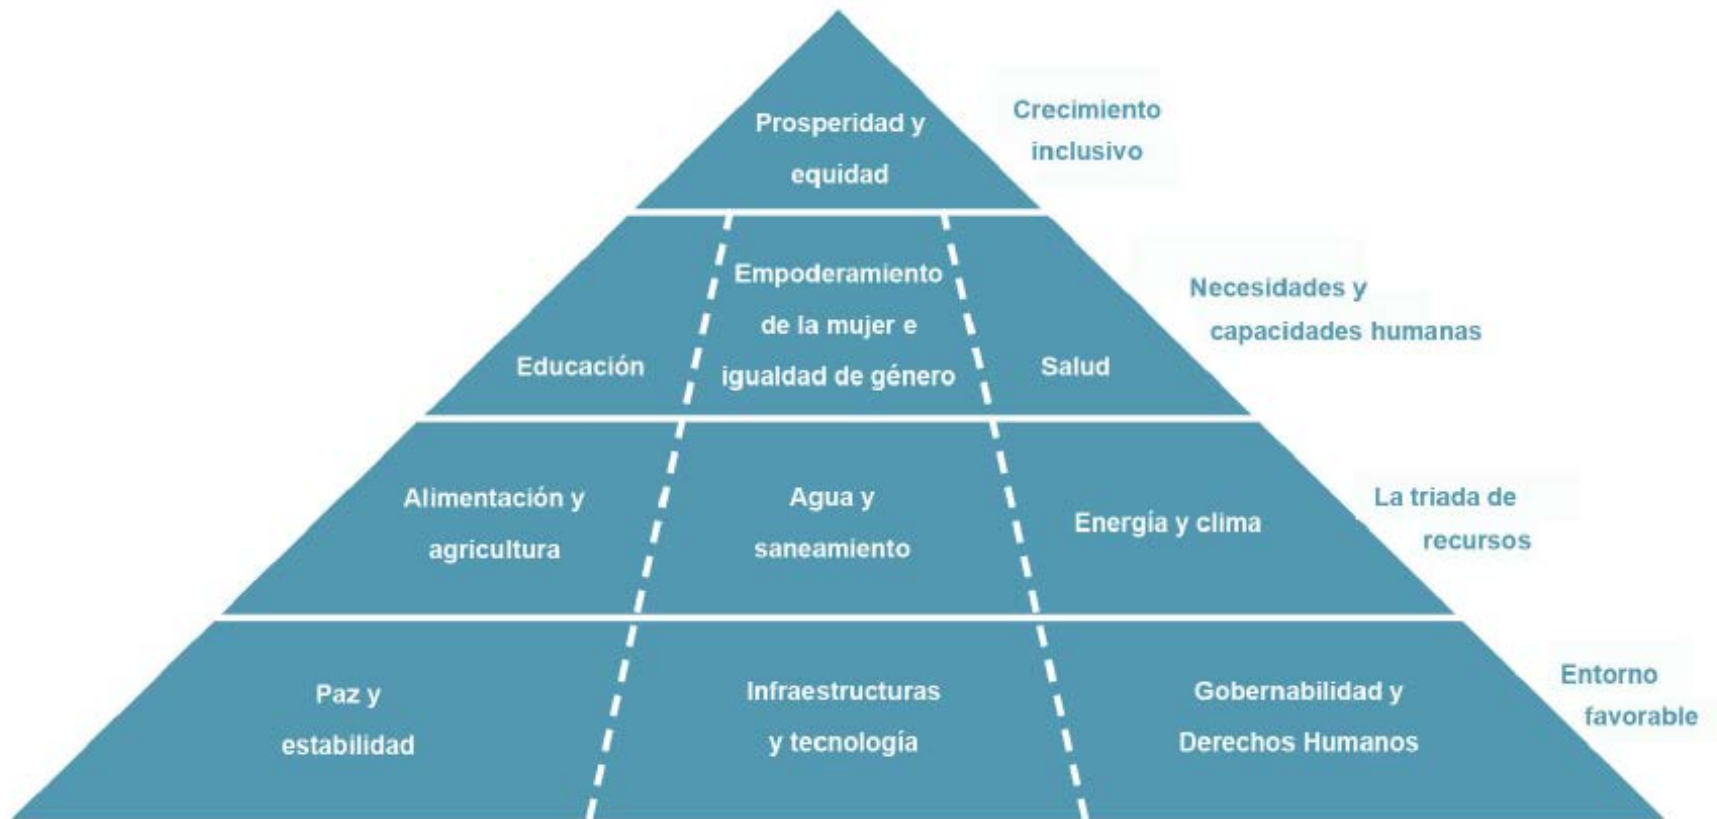 Prosperidad y
equidad
Crecimiento
inclusivo
Educación
Empoderamiento
de la mujer e
igualdad de género
Salud
Necesidades y
capacidades humanas
Alimentación y
agricultura
Agua y
saneamiento
Energía y clima
La triada de
recursos
Paz y
estabilidad
Infraestructuras
y tecnología
Gobernabilidad y
Derechos Humanos
Entorno
favorable